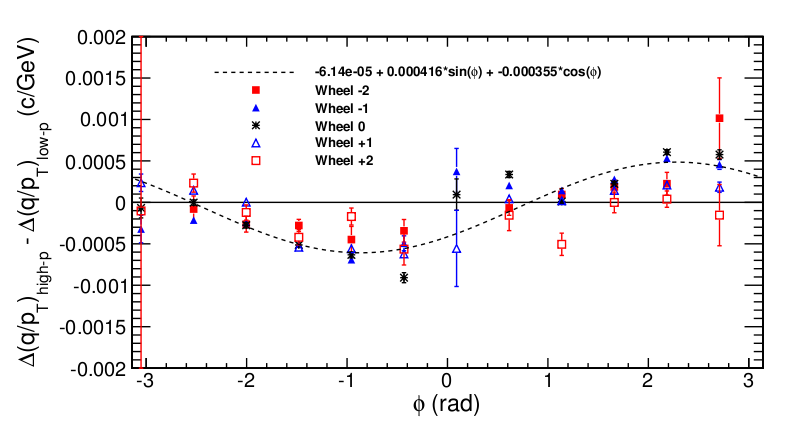 0.002
0.0015
0.001
0.0005
0
-0.0005
-0.001
-0.0015
-0.002
Δ(q/p_T)_high-p - Δ(q/p_T)_low-p (c/GeV)
-6.14e-05 + 0.000416*sin(ϕ) + -0.000355*cos(ϕ)
Wheel -2
Wheel -1
Wheel 0
Wheel +1
Wheel +2
-3 -2 -1 0 1 2 3
ϕ (rad)